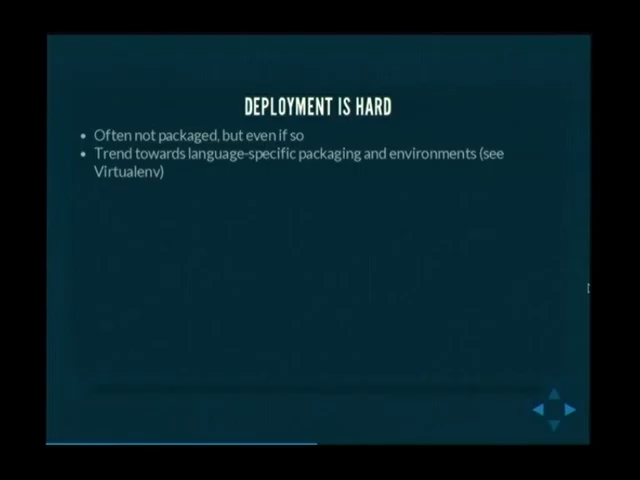 DEPLOYMENT IS HARD
• Often not packaged, but even if so
• Trend towards language-specific packaging and environments (see
Virtualenv)